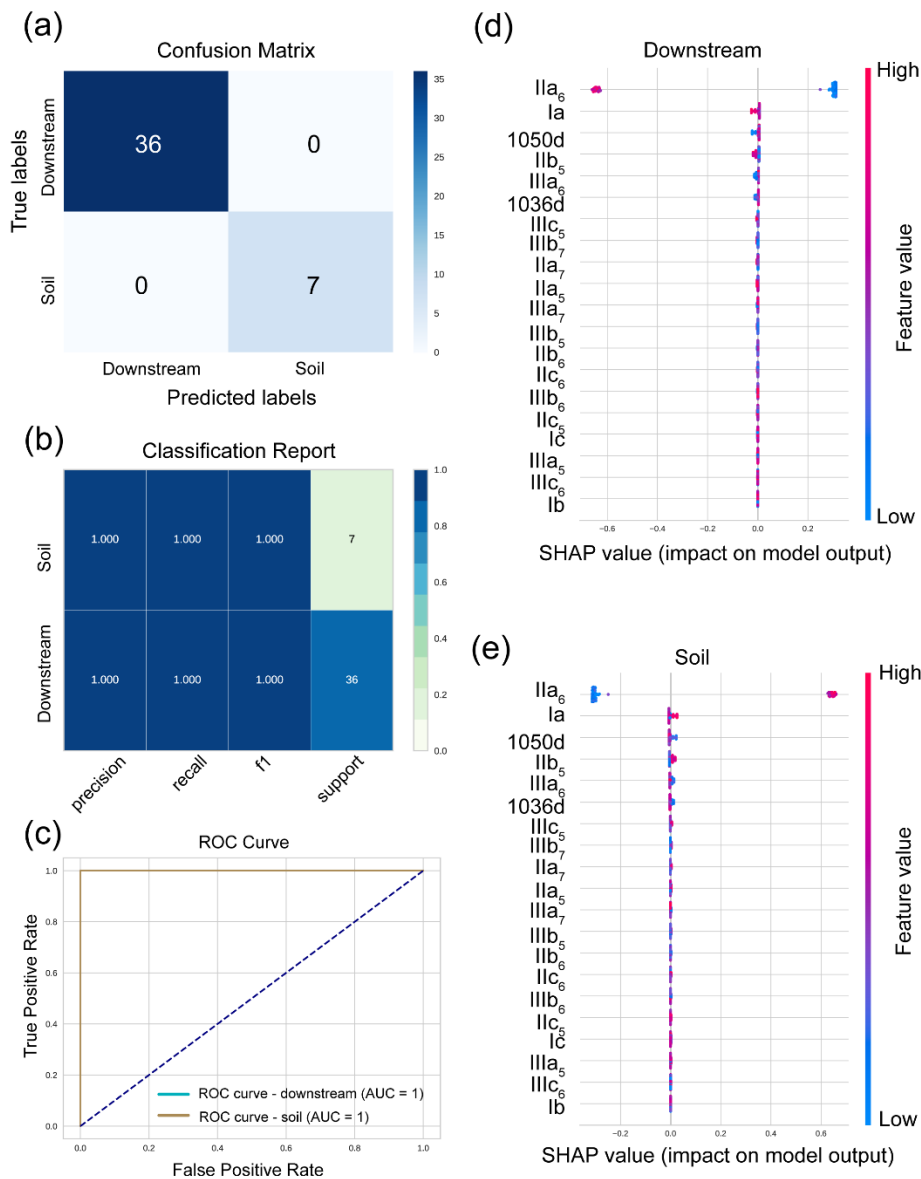 (a)
Confusion Matrix
True labels
Downstream
Soil
36
0
0
7
Downstream
Soil
Predicted labels
35
30
25
20
15
10
5
0
(b)
Classification Report
Soil
Downstream
1.000
1.000
1.000
7
1.000
1.000
1.000
36
precision
recall
f1
support
1.0
0.8
0.6
0.4
0.2
0.0
(c)
ROC Curve
True Positive Rate
1.0
0.8
0.6
0.4
0.2
0.0
ROC curve - downstream (AUC = 1)
ROC curve - soil (AUC = 1)
0.0
0.2
0.4
0.6
0.8
1.0
False Positive Rate
(d)
Downstream
IIa6
Ia
1050d
IIb5
IIIa6
1036d
IIIc5
IIIb7
IIa7
IIa5
IIIa7
IIIb5
IIb6
IIc6
IIIb6
IIc5
Ic
IIIa5
IIIc6
Ib
−0.6
−0.4
−0.2
0.0
0.2
SHAP value (impact on model output)
High
Feature value
Low
(e)
Soil
IIa6
Ia
1050d
IIb5
IIIa6
1036d
IIIc5
IIIb7
IIa7
IIa5
IIIa7
IIIb5
IIb6
IIc6
IIIb6
IIc5
Ic
IIIa5
IIIc6
Ib
−0.2
0.0
0.2
0.4
0.6
SHAP value (impact on model output)
High
Feature value
Low